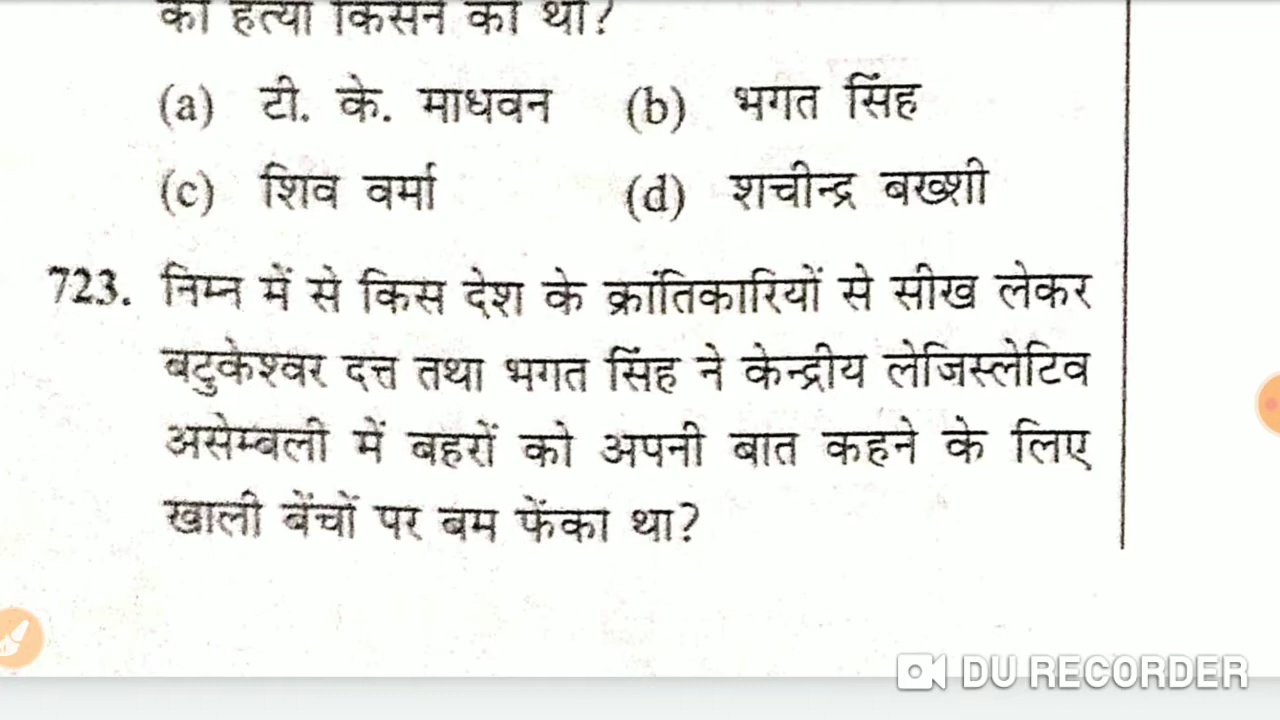 की हत्या किसने की थी?
(a) टी. के. माधवन (b) भगत सिंह
(c) शिव वर्मा (d) शचीन्द्र बख्शी
723. निम्न में से किस देश के क्रांतिकारियों से सीख लेकर
बटुकेश्वर दत्त तथा भगत सिंह ने केन्द्रीय लेजिस्लेटिव
असेम्बली में बहरों को अपनी बात कहने के लिए
खाली बेंचों पर बम फेंका था?
DU RECORDER